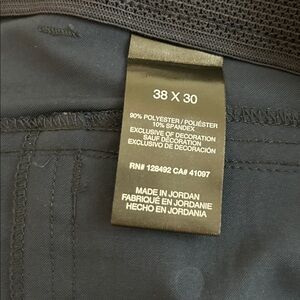 38 X 30
90% POLYESTER / POLIÉSTER
10% SPANDEX
EXCLUSIVE OF DECORATION
SAUF DÉCORATION
EXCLUSIVO DE DECORACIÓN
RN# 128492 CA# 41097
MADE IN JORDAN
FABRIQUÉ EN JORDANIE
HECHO EN JORDANIA